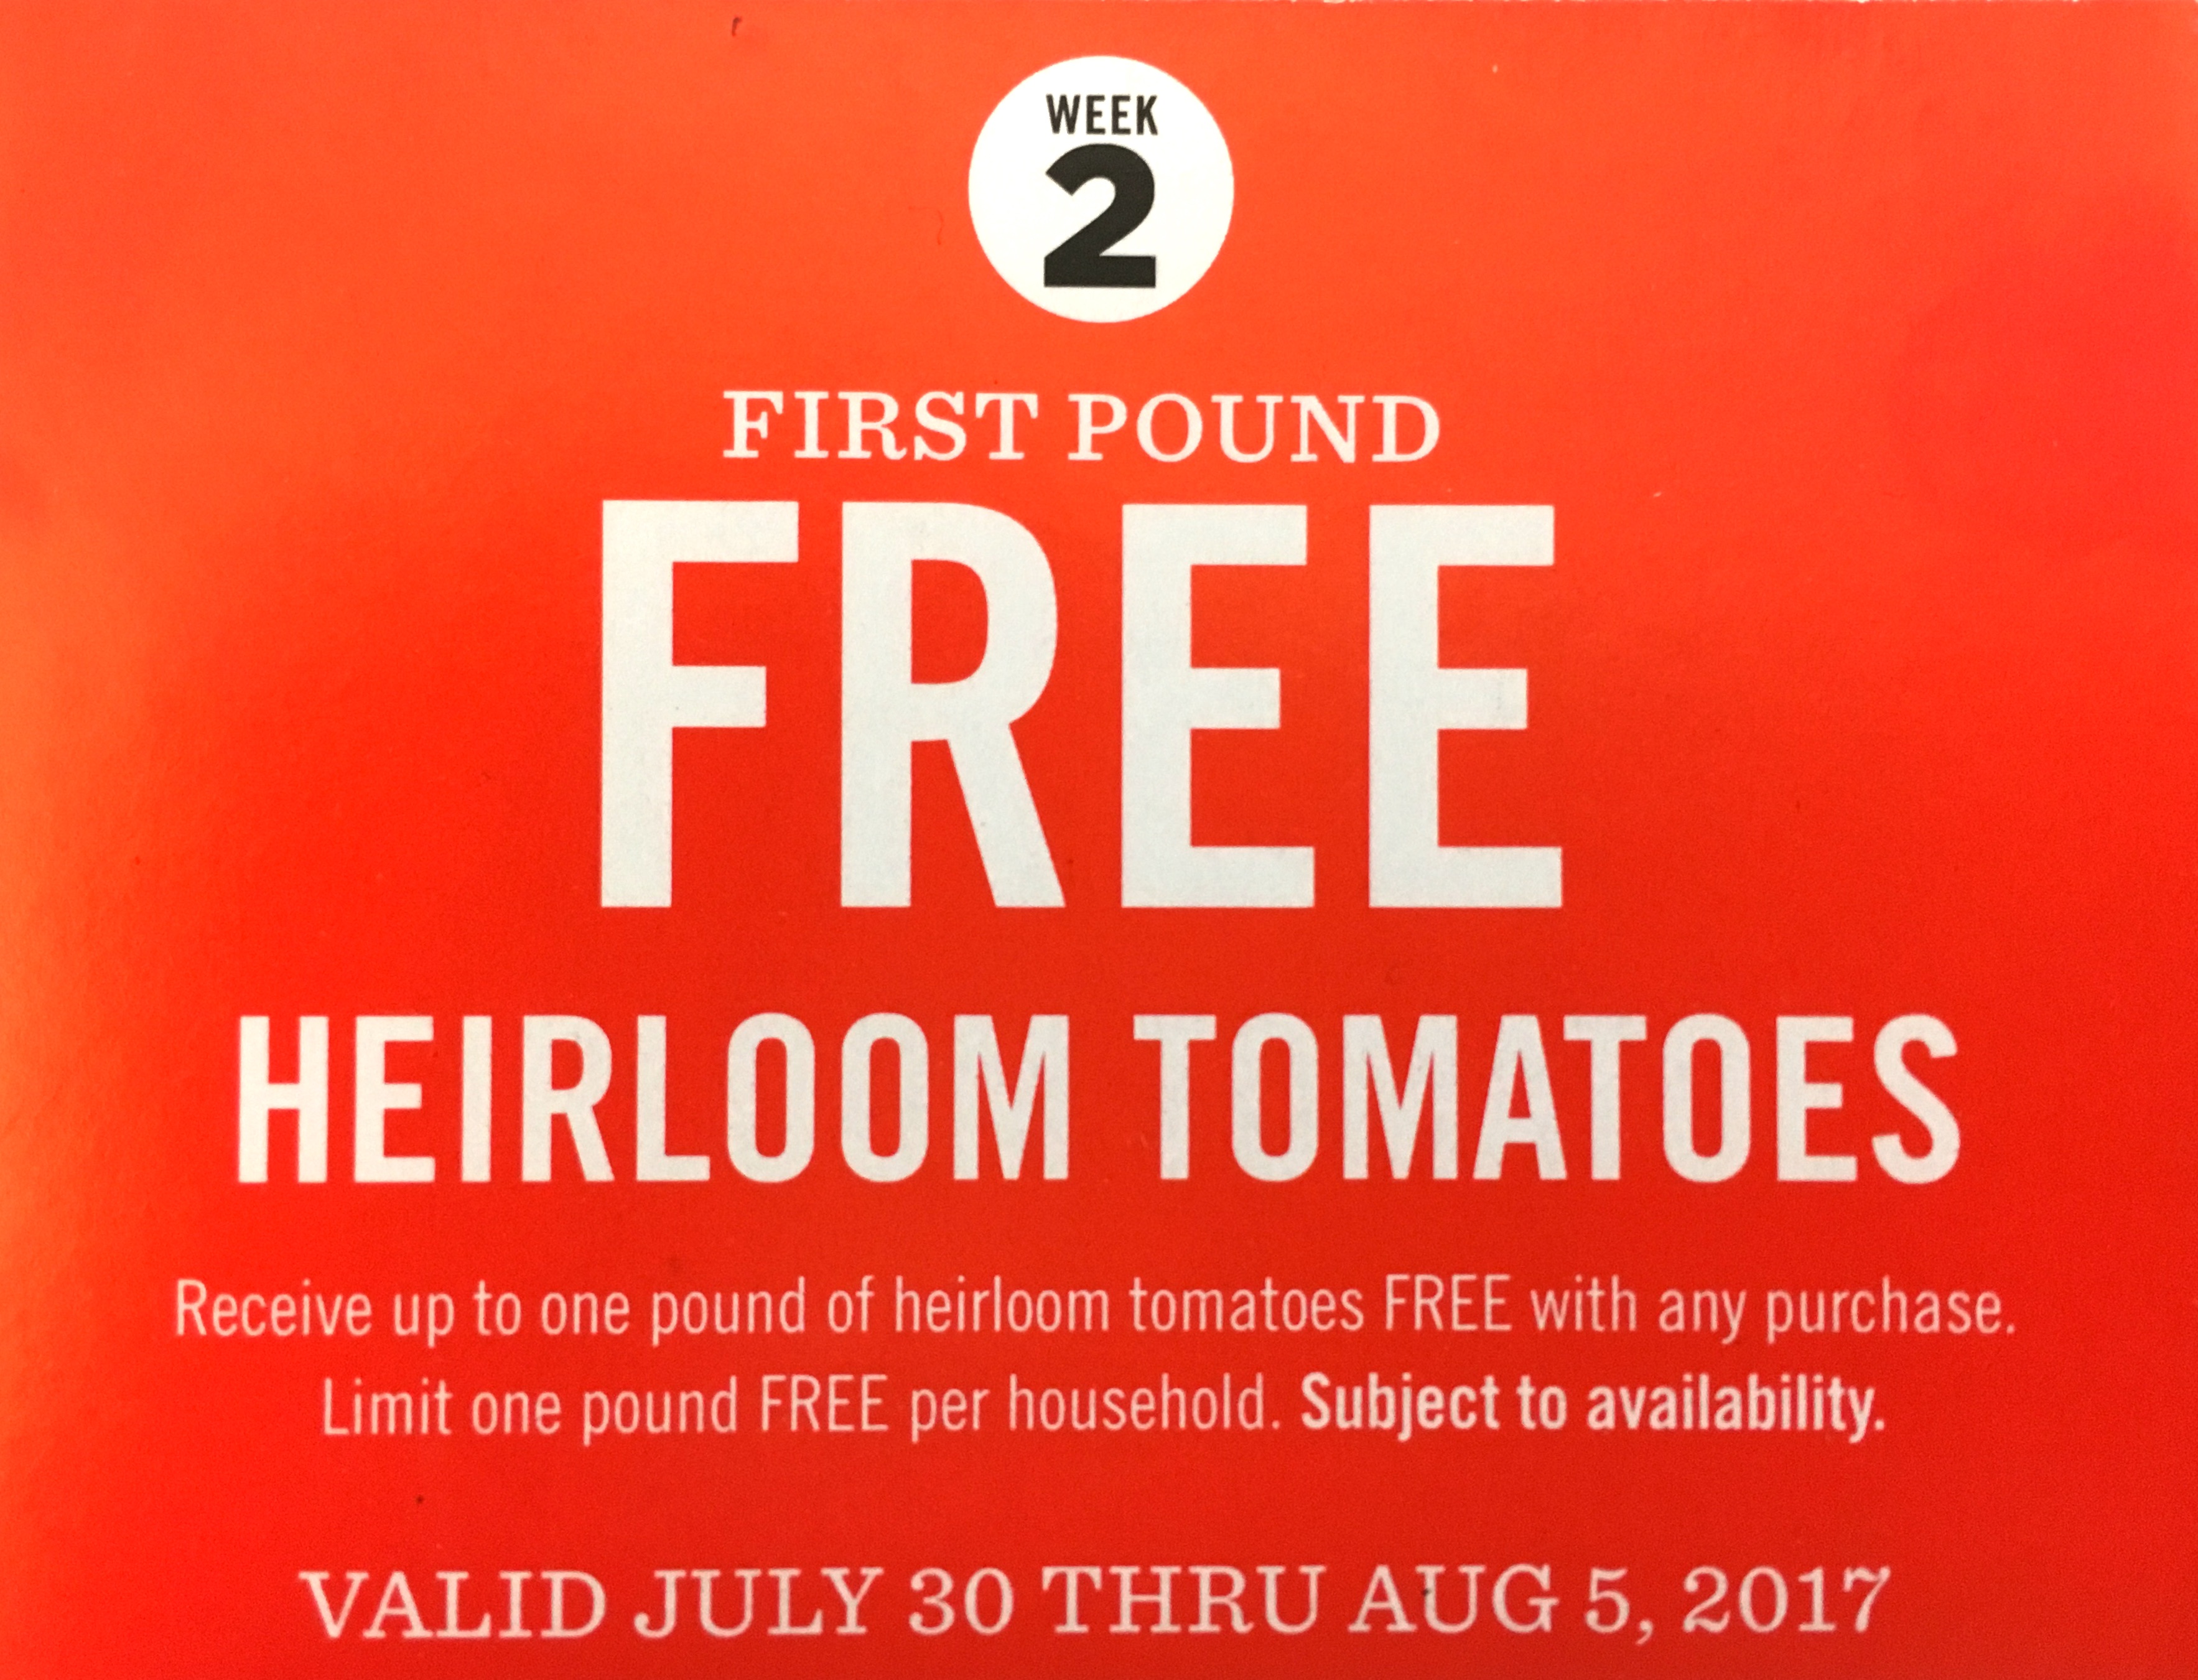 WEEK
2
FIRST POUND
FREE
HEIRLOOM TOMATOES
Receive up to one pound of heirloom tomatoes FREE with any purchase.
Limit one pound FREE per household. Subject to availability.
VALID JULY 30 THRU AUG 5, 2017